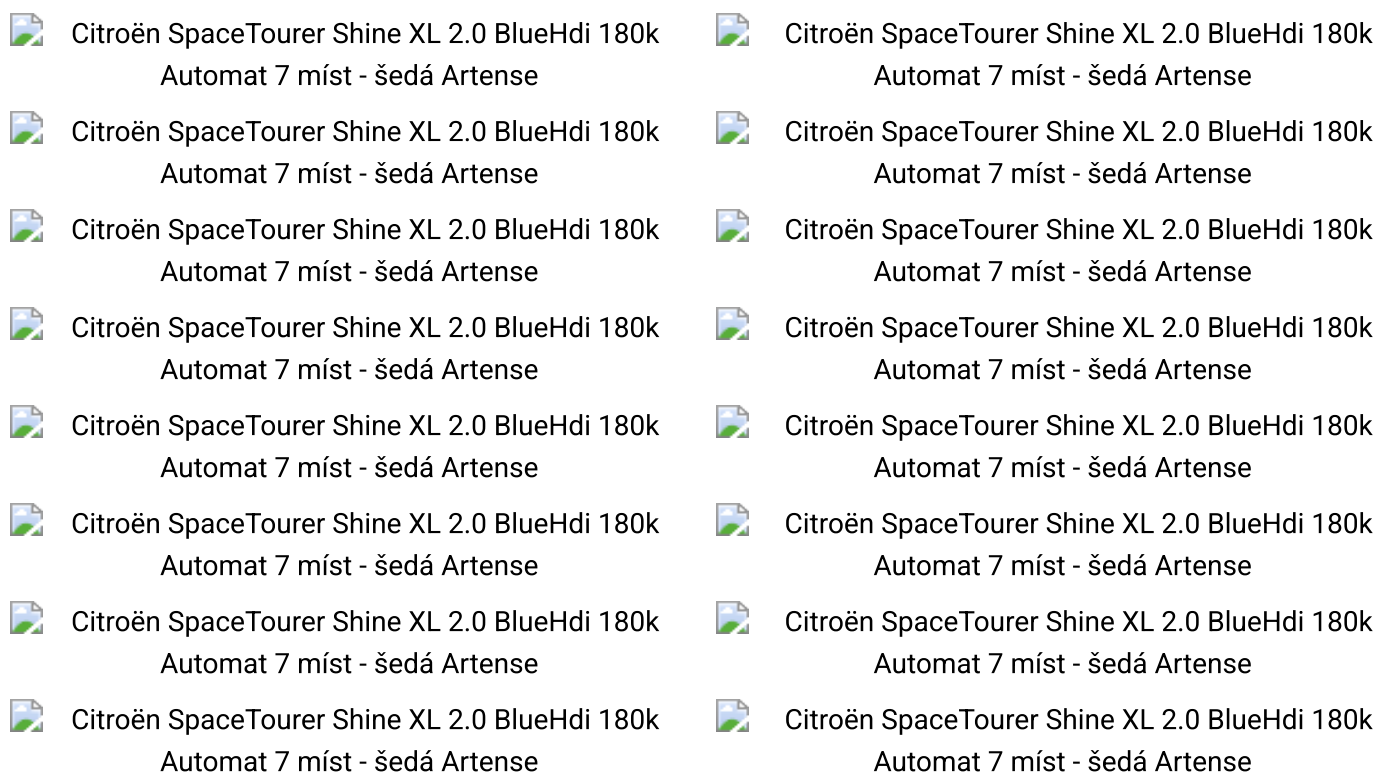 Citroën SpaceTourer Shine XL 2.0 BlueHdi 180k
Automat 7 míst - šedá Artense
Citroën SpaceTourer Shine XL 2.0 BlueHdi 180k
Automat 7 míst - šedá Artense
Citroën SpaceTourer Shine XL 2.0 BlueHdi 180k
Automat 7 míst - šedá Artense
Citroën SpaceTourer Shine XL 2.0 BlueHdi 180k
Automat 7 míst - šedá Artense
Citroën SpaceTourer Shine XL 2.0 BlueHdi 180k
Automat 7 míst - šedá Artense
Citroën SpaceTourer Shine XL 2.0 BlueHdi 180k
Automat 7 míst - šedá Artense
Citroën SpaceTourer Shine XL 2.0 BlueHdi 180k
Automat 7 míst - šedá Artense
Citroën SpaceTourer Shine XL 2.0 BlueHdi 180k
Automat 7 míst - šedá Artense
Citroën SpaceTourer Shine XL 2.0 BlueHdi 180k
Automat 7 míst - šedá Artense
Citroën SpaceTourer Shine XL 2.0 BlueHdi 180k
Automat 7 míst - šedá Artense
Citroën SpaceTourer Shine XL 2.0 BlueHdi 180k
Automat 7 míst - šedá Artense
Citroën SpaceTourer Shine XL 2.0 BlueHdi 180k
Automat 7 míst - šedá Artense
Citroën SpaceTourer Shine XL 2.0 BlueHdi 180k
Automat 7 míst - šedá Artense
Citroën SpaceTourer Shine XL 2.0 BlueHdi 180k
Automat 7 míst - šedá Artense
Citroën SpaceTourer Shine XL 2.0 BlueHdi 180k
Automat 7 míst - šedá Artense
Citroën SpaceTourer Shine XL 2.0 BlueHdi 180k
Automat 7 míst - šedá Artense